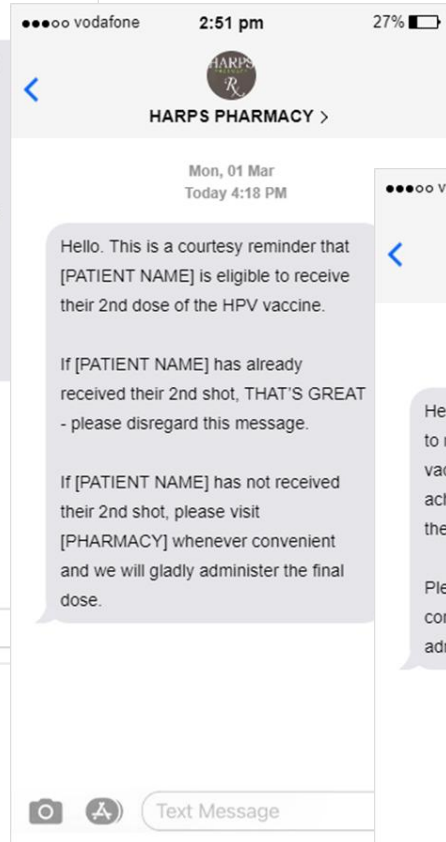 vodafone 2:51 pm 27%
HARPS
Rx
HARPS PHARMACY >
Mon, 01 Mar
Today 4:18 PM
Hello. This is a courtesy reminder that
[PATIENT NAME] is eligible to receive
their 2nd dose of the HPV vaccine.
If [PATIENT NAME] has already
received their 2nd shot, THAT'S GREAT
- please disregard this message.
If [PATIENT NAME] has not received
their 2nd shot, please visit
[PHARMACY] whenever convenient
and we will gladly administer the final
dose.
Text Message